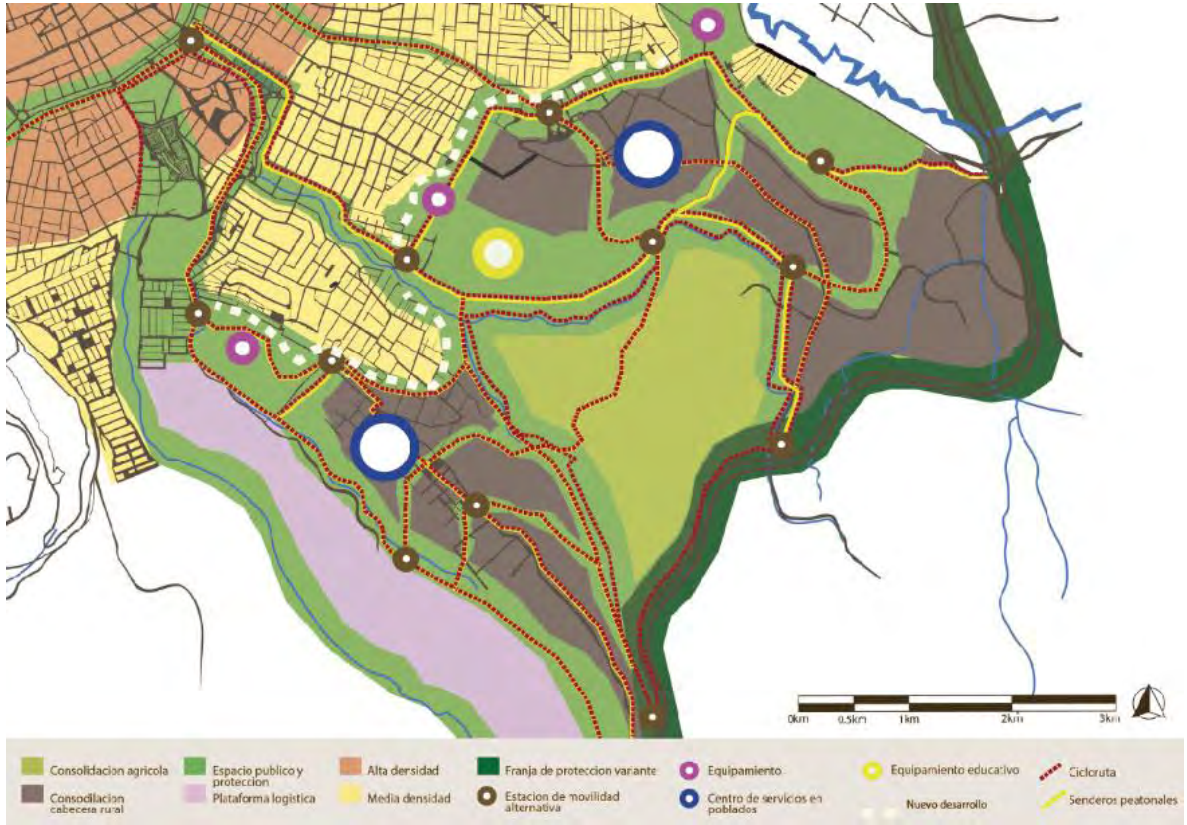 0km 0.5km 1km 2km 3km
Consolidacion agricola
Espacio publico y
proteccion
Alta densidad
Franja de proteccion variante
Equipamiento
Equipamiento educativo
Cicloruta
Consodilacion
cabecera rural
Plataforma logistica
Media densidad
Estacion de movilidad
alternativa
Centro de servicios en
poblados
Nuevo desarrollo
Senderos peatonales